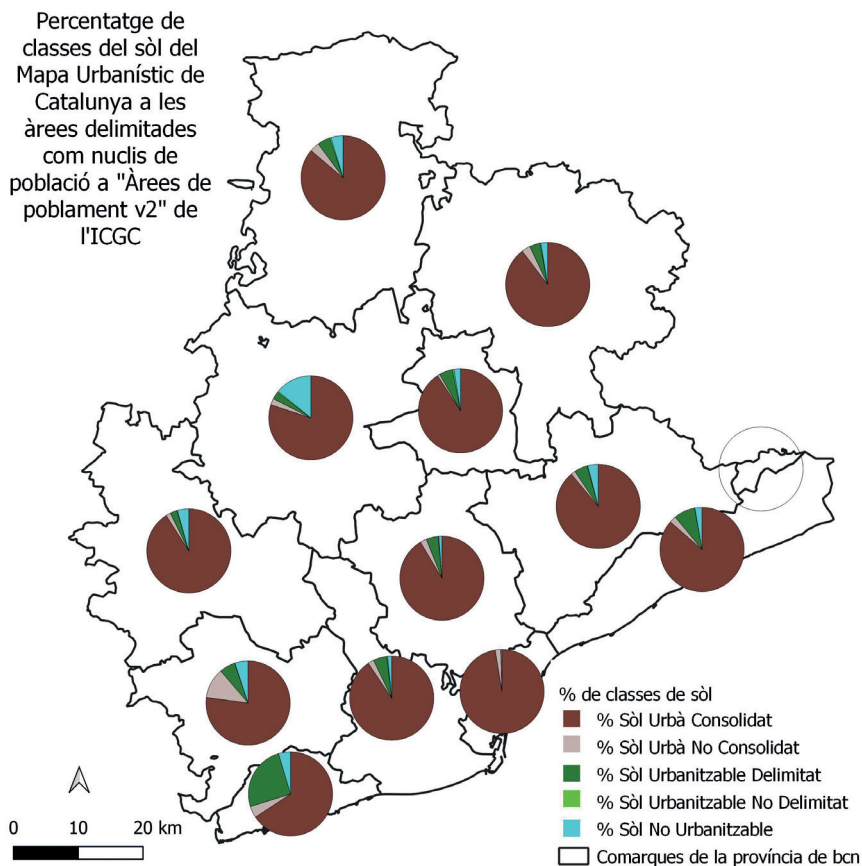 Percentatge de
classes del sòl del
Mapa Urbanístic de
Catalunya a les
àrees delimitades
com nuclis de
població a "Àrees de
poblament v2" de
l'ICGC
% de classes de sòl
% Sòl Urbà Consolidat
% Sòl Urbà No Consolidat
% Sòl Urbanitzable Delimitat
% Sòl Urbanitzable No Delimitat
% Sòl No Urbanitzable
Comarques de la província de bcn
0 10 20 km